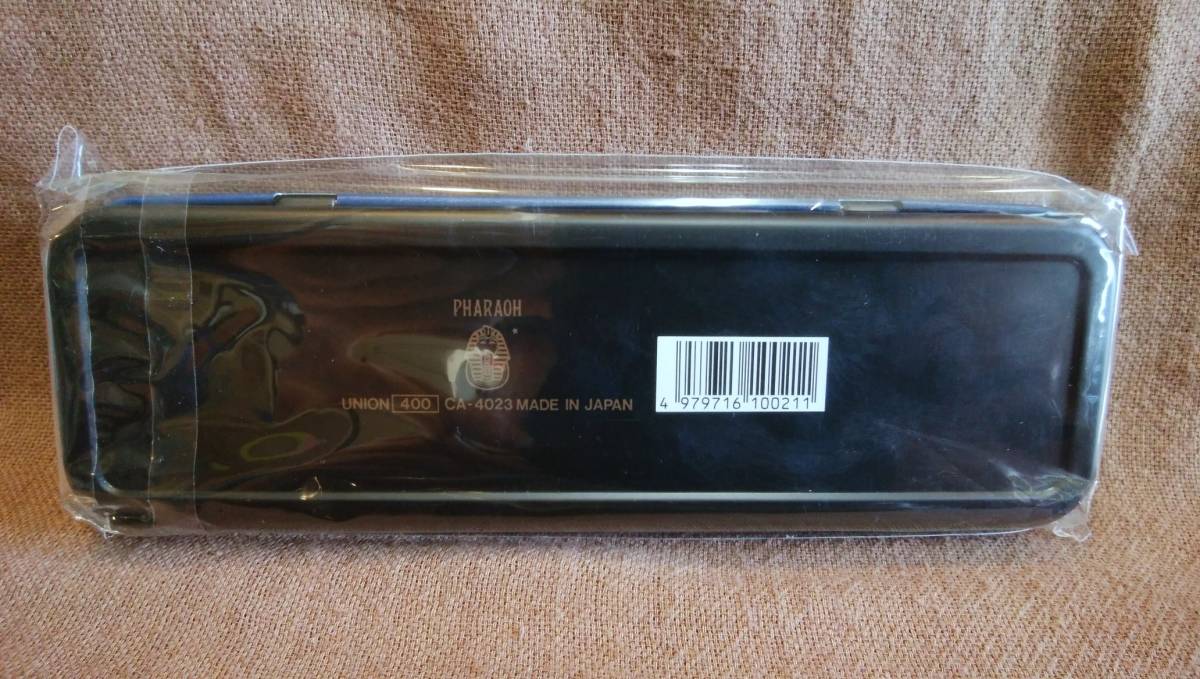 PHARAOH
UNION 400 CA-4023 MADE IN JAPAN
4 979716 100211